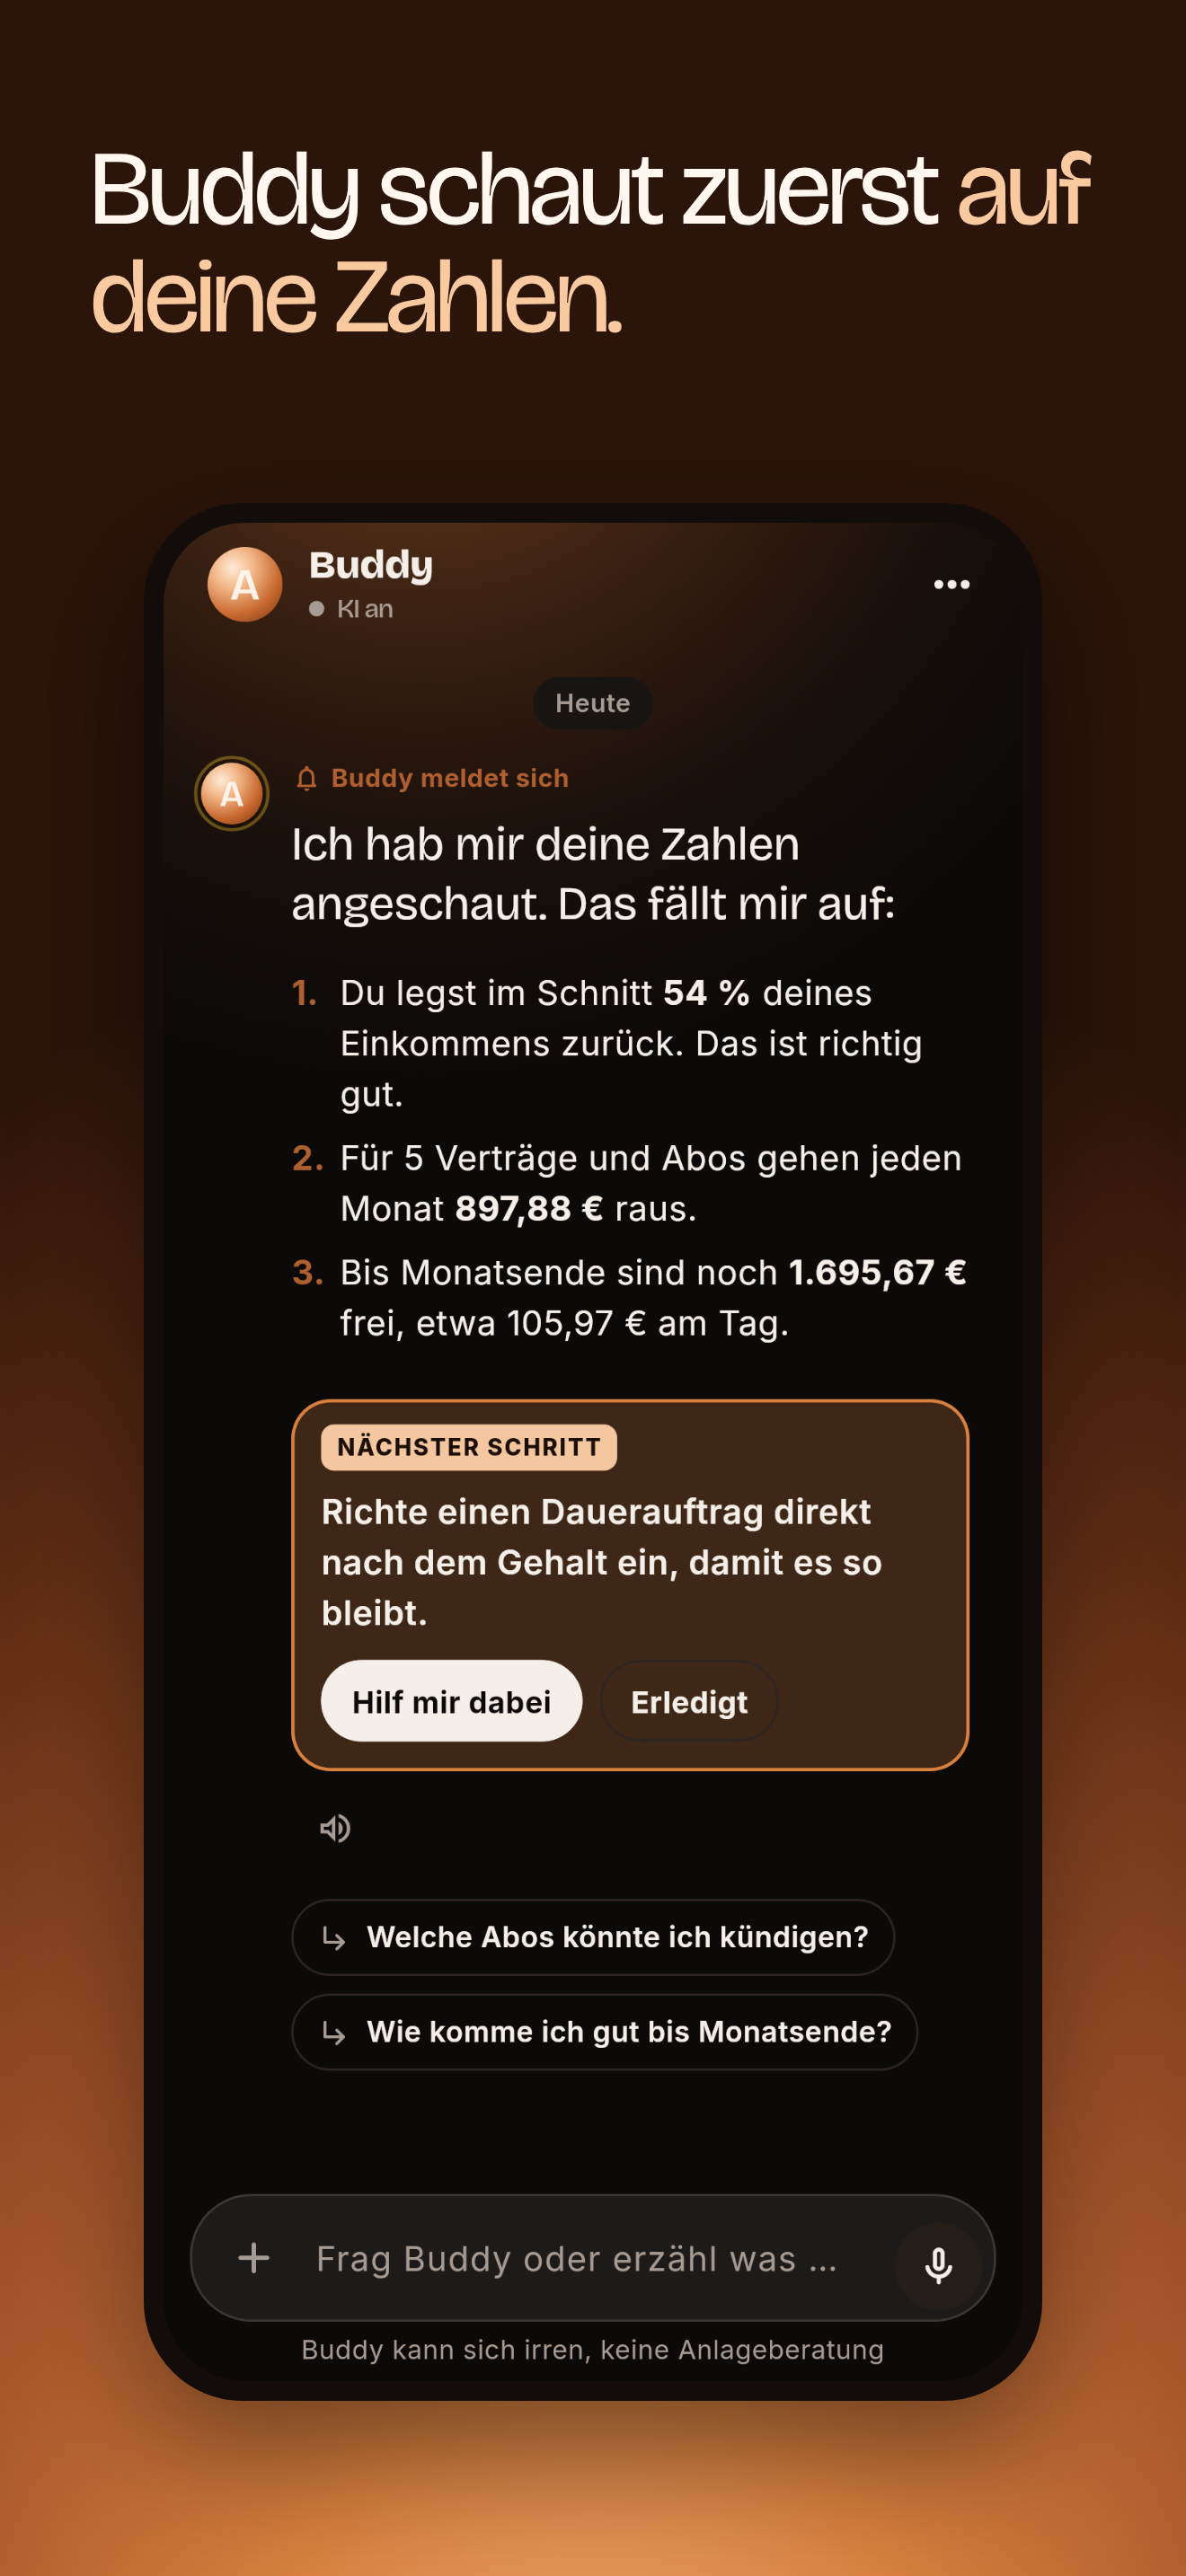 Buddy schaut zuerst auf
deine Zahlen.
A
Buddy
KI an
Heute
A
Buddy meldet sich
Ich hab mir deine Zahlen
angeschaut. Das fällt mir auf:
1. Du legst im Schnitt 54 % deines
Einkommens zurück. Das ist richtig
gut.
2. Für 5 Verträge und Abos gehen jeden
Monat 897,88 € raus.
3. Bis Monatsende sind noch 1.695,67 €
frei, etwa 105,97 € am Tag.
NÄCHSTER SCHRITT
Richte einen Dauerauftrag direkt
nach dem Gehalt ein, damit es so
bleibt.
Hilf mir dabei Erledigt
Welche Abos könnte ich kündigen?
Wie komme ich gut bis Monatsende?
Frag Buddy oder erzähl was ...
Buddy kann sich irren, keine Anlageberatung